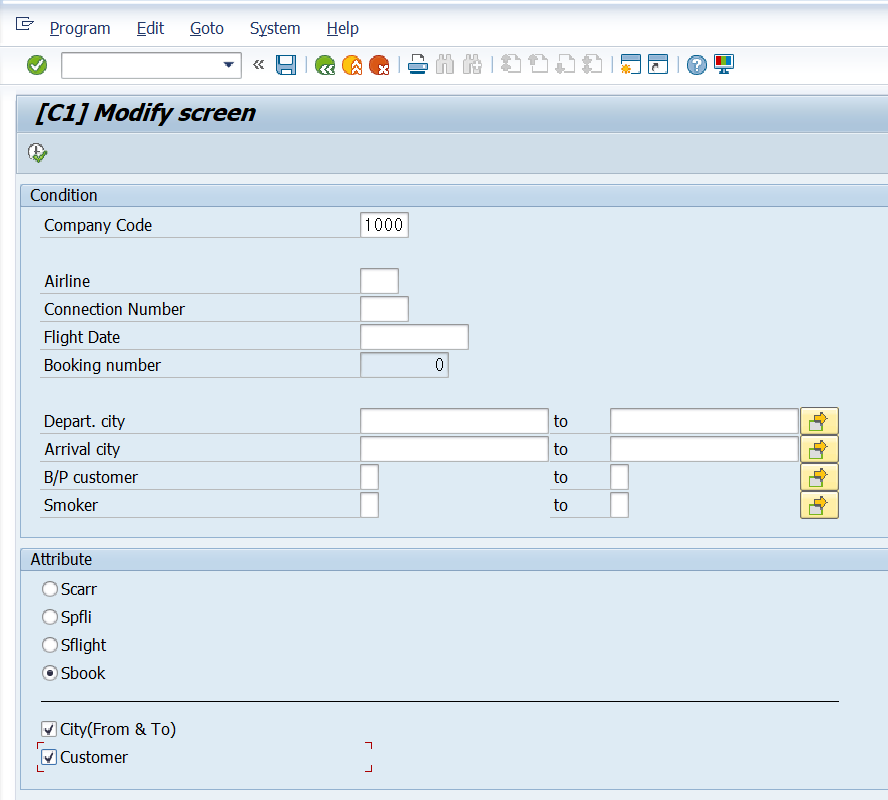 Program Edit Goto System Help
[C1] Modify screen
Condition
Company Code 1000
Airline
Connection Number
Flight Date
Booking number 0
Depart. city to
Arrival city to
B/P customer to
Smoker to
Attribute
Scarr
Spfli
Sflight
Sbook
City(From & To)
Customer